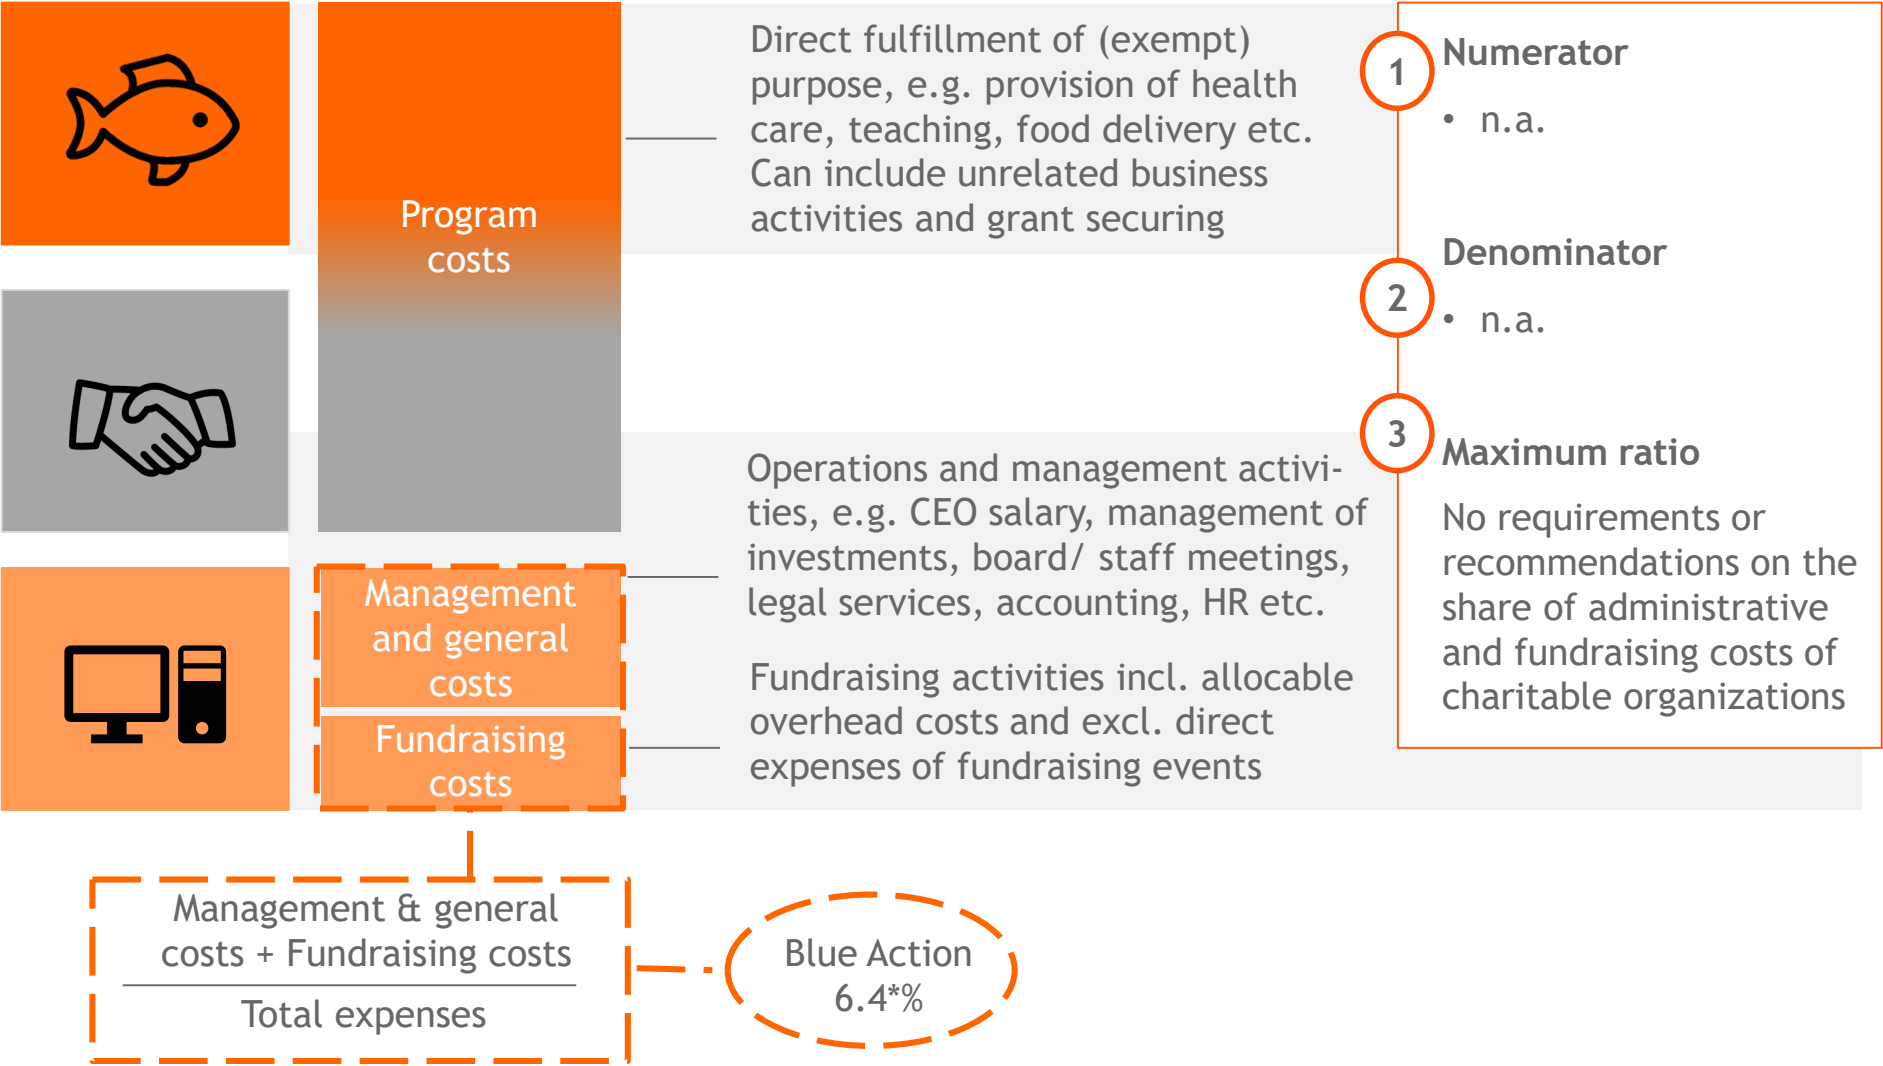 Program
costs
Direct fulfillment of (exempt)
purpose, e.g. provision of health
care, teaching, food delivery etc.
Can include unrelated business
activities and grant securing
Management
and general
costs
Operations and management activi-
ties, e.g. CEO salary, management of
investments, board/ staff meetings,
legal services, accounting, HR etc.
Fundraising
costs
Fundraising activities incl. allocable
overhead costs and excl. direct
expenses of fundraising events
1
Numerator
• n.a.
2
Denominator
• n.a.
3
Maximum ratio
No requirements or
recommendations on the
share of administrative
and fundraising costs of
charitable organizations
Management & general
costs + Fundraising costs
Total expenses
Blue Action
6.4*%